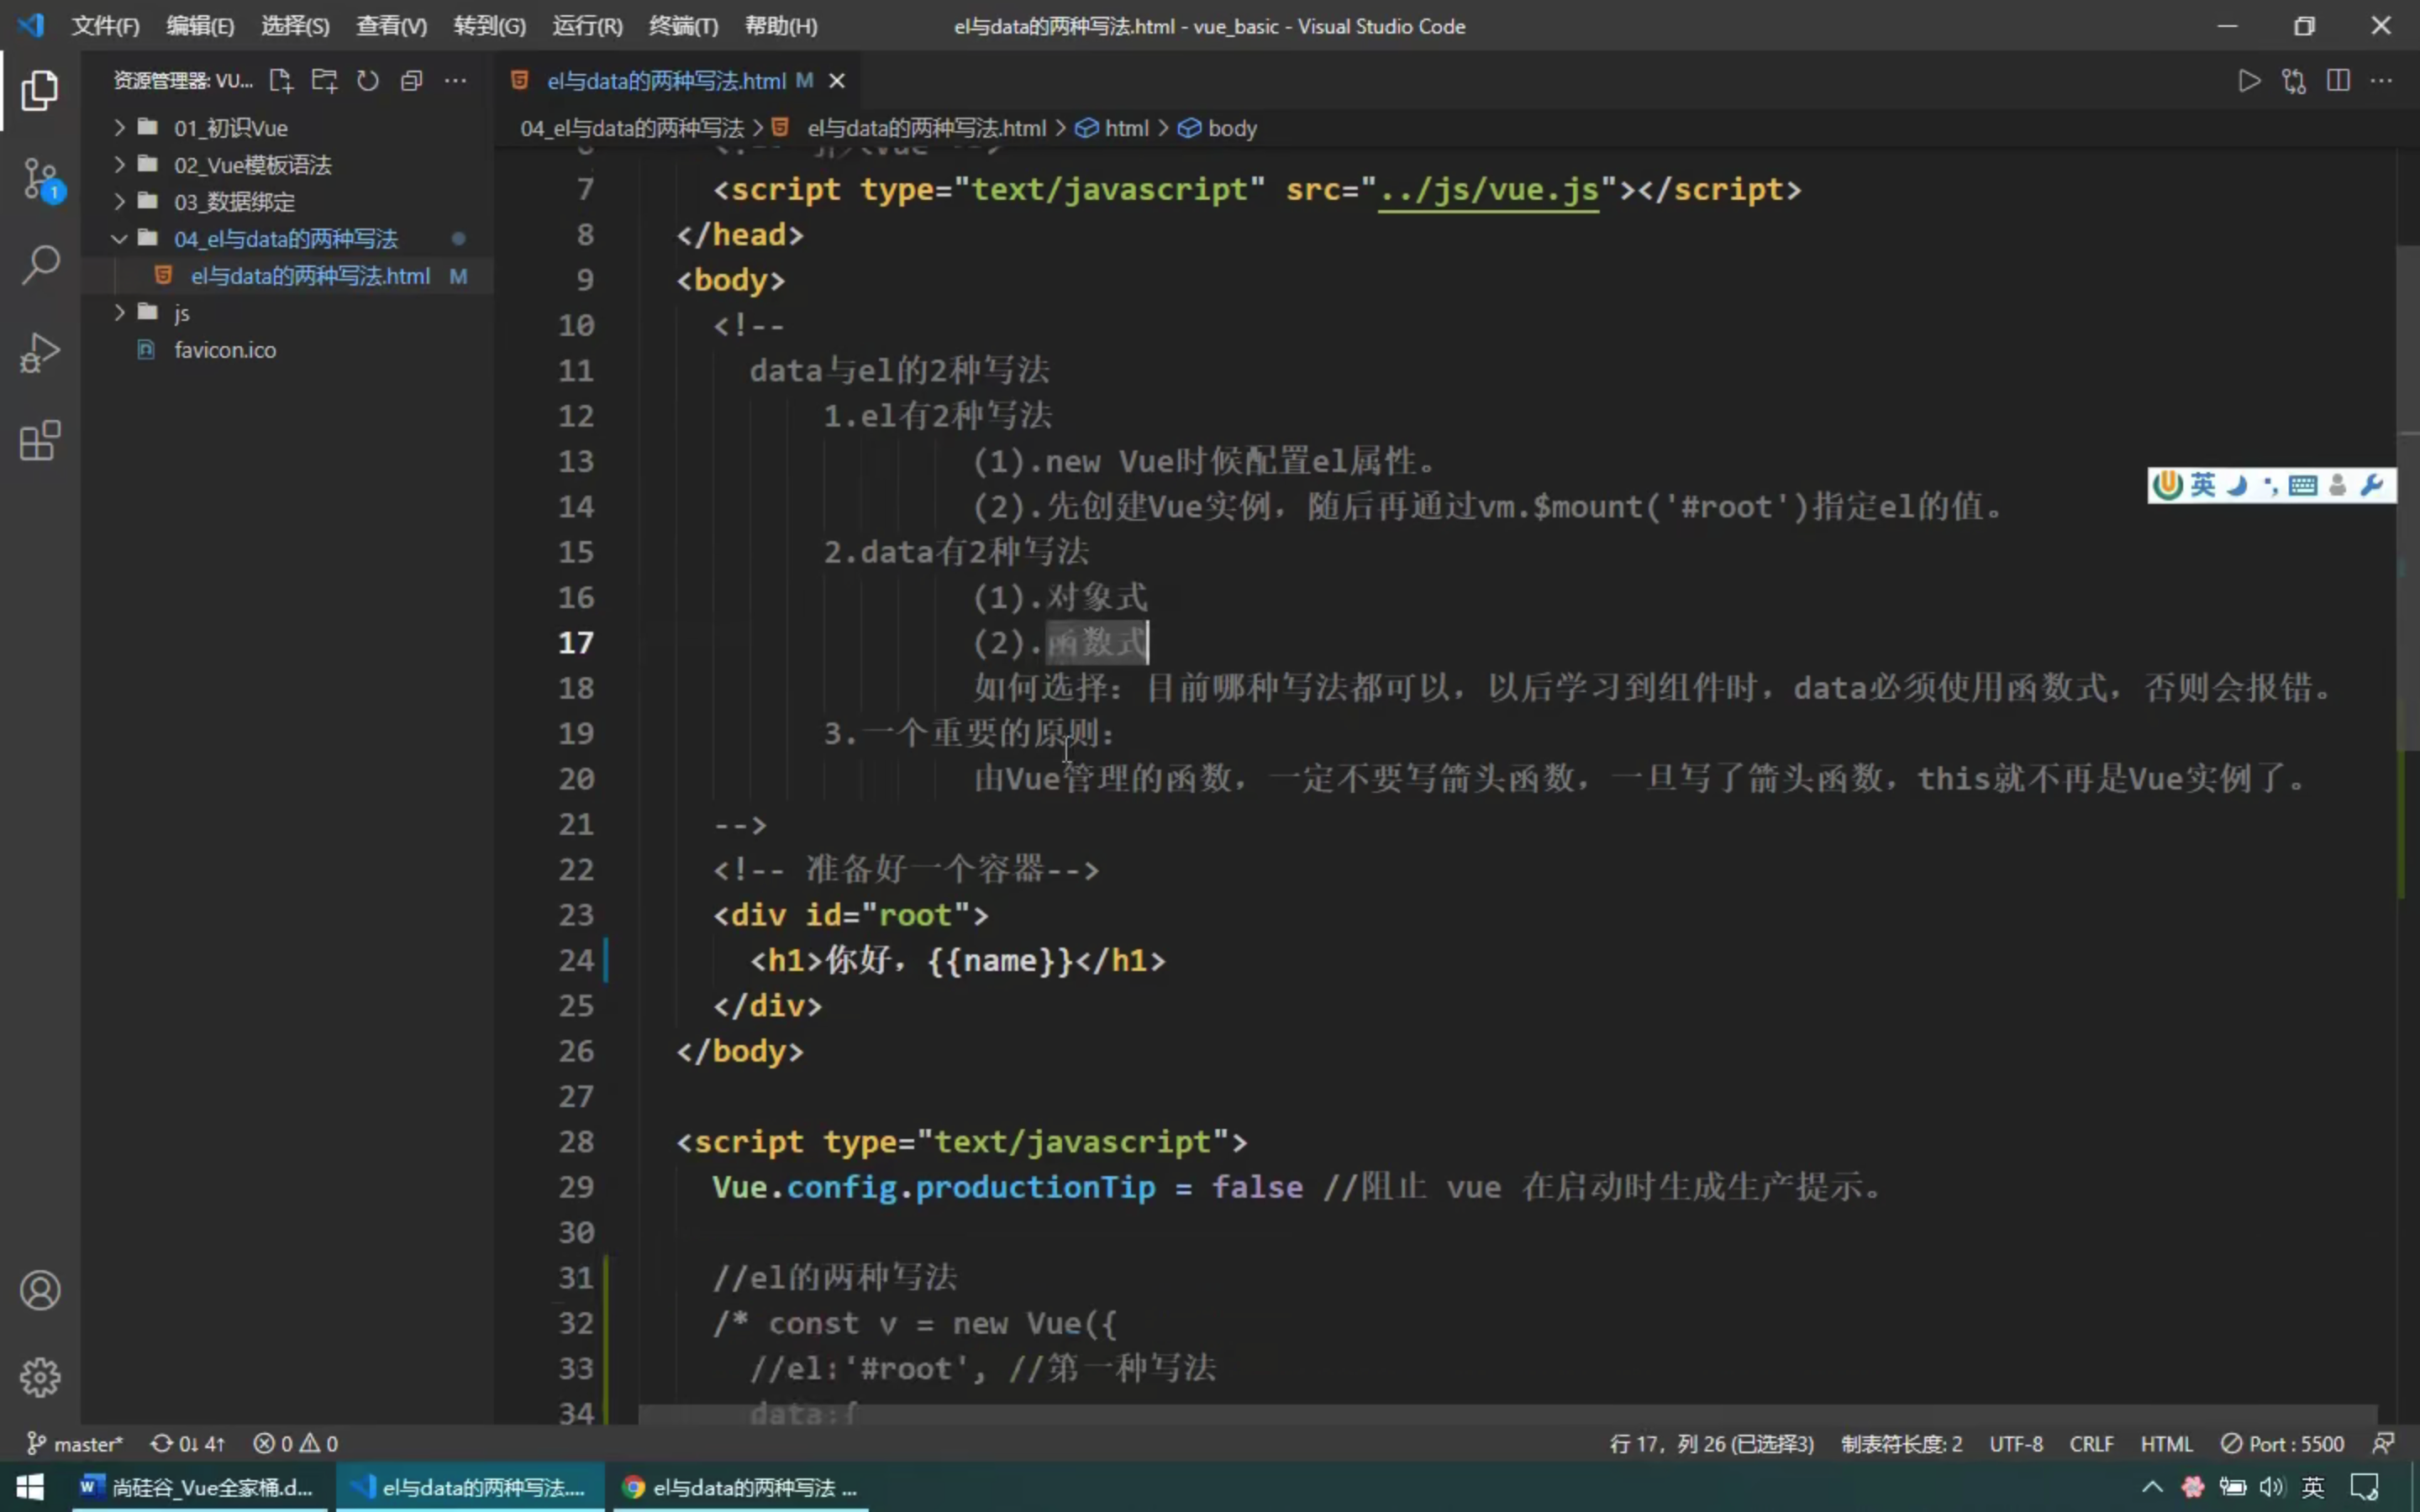 文件(F) 编辑(E) 选择(S) 查看(V) 转到(G) 运行(R) 终端(T) 帮助(H) el与data的两种写法.html - vue_basic - Visual Studio Code
资源管理器: VU...
01_初识Vue
02_Vue模板语法
03_数据绑定
04_el与data的两种写法
el与data的两种写法.html M
js
favicon.ico
el与data的两种写法.html M
04_el与data的两种写法 > el与data的两种写法.html > html > body
7 <script type="text/javascript" src="../js/vue.js"></script>
8 </head>
9 <body>
10 <!--
11 data与el的2种写法
12 1.el有2种写法
13 (1).new Vue时候配置el属性。
14 (2).先创建Vue实例，随后再通过vm.$mount('#root')指定el的值。
15 2.data有2种写法
16 (1).对象式
17 (2).函数式
18 如何选择：目前哪种写法都可以，以后学习到组件时，data必须使用函数式，否则会报错。
19 3.一个重要的原则：
20 由Vue管理的函数，一定不要写箭头函数，一旦写了箭头函数，this就不再是Vue实例了。
21 -->
22 <!-- 准备好一个容器-->
23 <div id="root">
24 <h1>你好，{{name}}</h1>
25 </div>
26 </body>
27
28 <script type="text/javascript">
29 Vue.config.productionTip = false //阻止 vue 在启动时生成生产提示。
30
31 //el的两种写法
32 /* const v = new Vue({
33 //el:'#root', //第一种写法
34 data:{
英
1
master* 0↓ 4↑ 0 0 行 17，列 26 (已选择3) 制表符长度: 2 UTF-8 CRLF HTML Port : 5500
尚硅谷_Vue全家桶.d... el与data的两种写法.... el与data的两种写法 ... 英